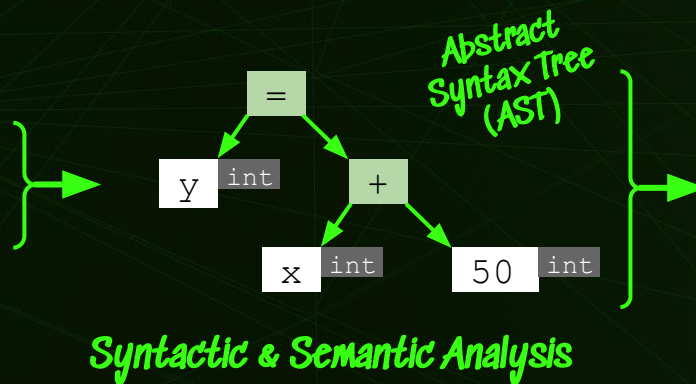 Abstract
Syntax Tree
(AST)
=
y int
+
x int
50 int
Syntactic & Semantic Analysis